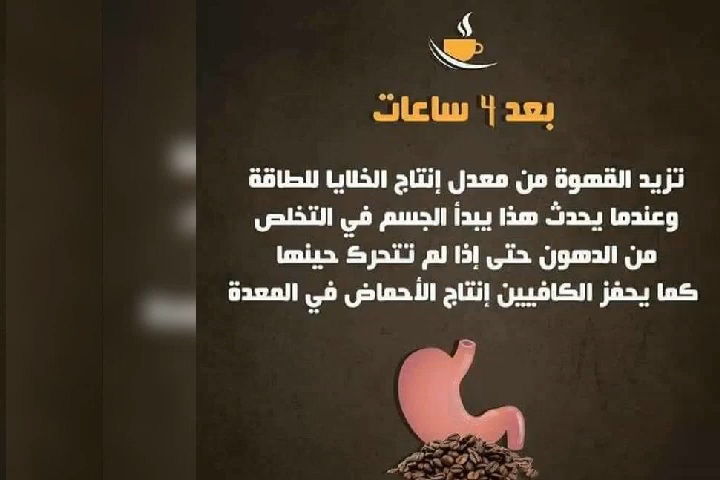 بعد 4 ساعات
تزيد القهوة من معدل إنتاج الخلايا للطاقة
وعندما يحدث هذا يبدأ الجسم في التخلص
من الدهون حتى إذا لم تتحرك حينها
كما يحفز الكافيين إنتاج الأحماض في المعدة